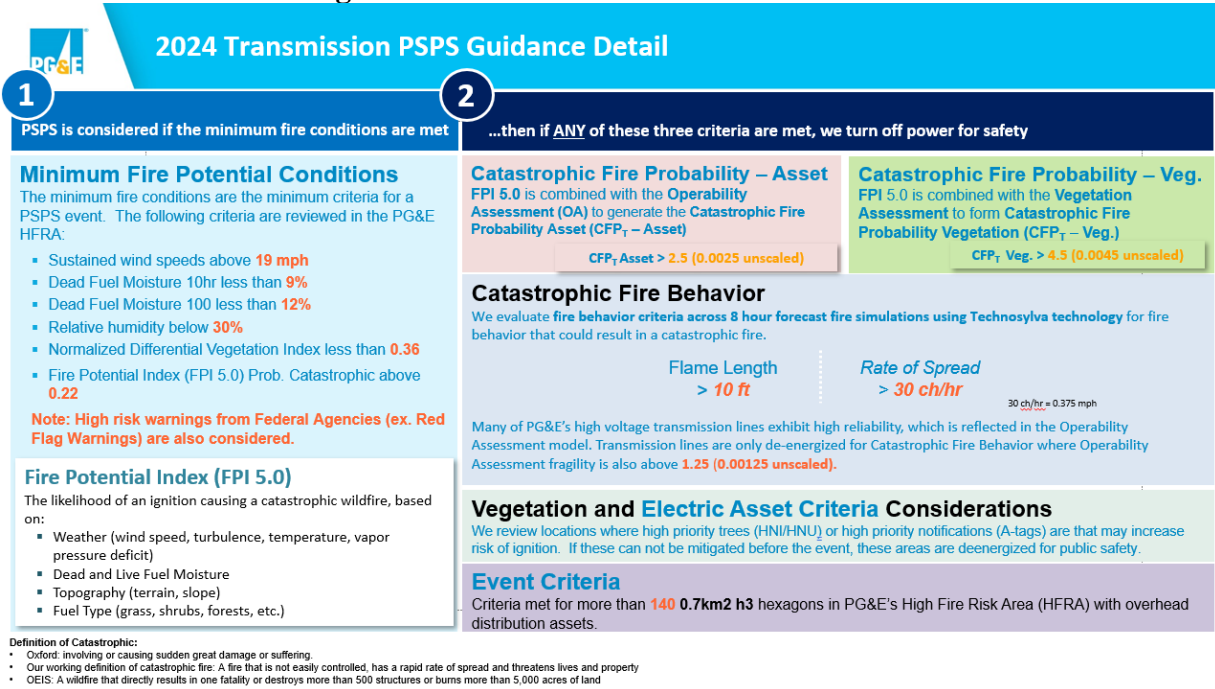 PG&E
2024 Transmission PSPS Guidance Detail
1
PSPS is considered if the minimum fire conditions are met
Minimum Fire Potential Conditions
The minimum fire conditions are the minimum criteria for a
PSPS event. The following criteria are reviewed in the PG&E
HFRA:
▪ Sustained wind speeds above 19 mph
▪ Dead Fuel Moisture 10hr less than 9%
▪ Dead Fuel Moisture 100 less than 12%
▪ Relative humidity below 30%
▪ Normalized Differential Vegetation Index less than 0.36
▪ Fire Potential Index (FPI 5.0) Prob. Catastrophic above
0.22
Note: High risk warnings from Federal Agencies (ex. Red
Flag Warnings) are also considered.
Fire Potential Index (FPI 5.0)
The likelihood of an ignition causing a catastrophic wildfire, based
on:
▪ Weather (wind speed, turbulence, temperature, vapor
pressure deficit)
▪ Dead and Live Fuel Moisture
▪ Topography (terrain, slope)
▪ Fuel Type (grass, shrubs, forests, etc.)
2
...then if ANY of these three criteria are met, we turn off power for safety
Catastrophic Fire Probability – Asset
FPI 5.0 is combined with the Operability
Assessment (OA) to generate the Catastrophic Fire
Probability Asset (CFPT – Asset)
CFPT Asset > 2.5 (0.0025 unscaled)
Catastrophic Fire Probability – Veg.
FPI 5.0 is combined with the Vegetation
Assessment to form Catastrophic Fire
Probability Vegetation (CFPT – Veg.)
CFPT Veg. > 4.5 (0.0045 unscaled)
Catastrophic Fire Behavior
We evaluate fire behavior criteria across 8 hour forecast fire simulations using Technosylva technology for fire
behavior that could result in a catastrophic fire.
Flame Length
> 10 ft
Rate of Spread
> 30 ch/hr
30 ch/hr = 0.375 mph
Many of PG&E's high voltage transmission lines exhibit high reliability, which is reflected in the Operability
Assessment model. Transmission lines are only de-energized for Catastrophic Fire Behavior where Operability
Assessment fragility is also above 1.25 (0.00125 unscaled).
Vegetation and Electric Asset Criteria Considerations
We review locations where high priority trees (HNI/HNU) or high priority notifications (A-tags) are that may increase
risk of ignition. If these can not be mitigated before the event, these areas are deenergized for public safety.
Event Criteria
Criteria met for more than 140 0.7km2 h3 hexagons in PG&E's High Fire Risk Area (HFRA) with overhead
distribution assets.
Definition of Catastrophic:
• Oxford: involving or causing sudden great damage or suffering.
• Our working definition of catastrophic fire: A fire that is not easily controlled, has a rapid rate of spread and threatens lives and property
• OEIS: A wildfire that directly results in one fatality or destroys more than 500 structures or burns more than 5,000 acres of land